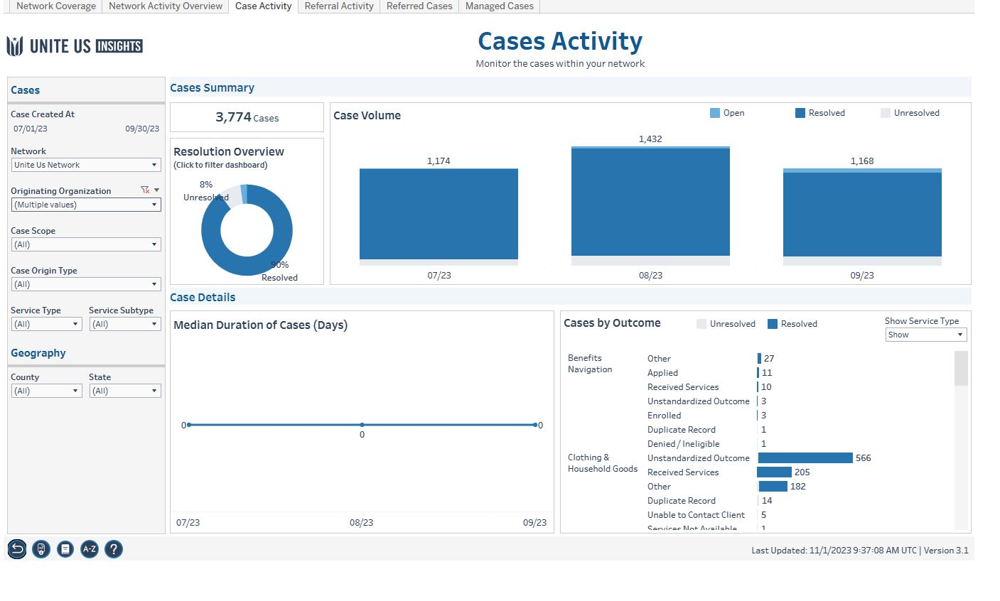 Network Coverage
Network Activity Overview
Case Activity
Referral Activity
Referred Cases
Managed Cases
UNITE US INSIGHTS
Cases Activity
Monitor the cases within your network
Cases
Case Created At
07/01/23 09/30/23
Network
Unite Us Network
Originating Organization
(Multiple values)
Case Scope
(All)
Case Origin Type
(All)
Service Type Service Subtype
(All) (All)
Geography
County State
(All) (All)
Cases Summary
3,774 Cases
Resolution Overview
(Click to filter dashboard)
8%
Unresolved
90%
Resolved
Case Volume
Open Resolved Unresolved
1,174
1,432
1,168
07/23 08/23 09/23
Case Details
Median Duration of Cases (Days)
0 0 0
07/23 08/23 09/23
Cases by Outcome
Unresolved Resolved
Show Service Type
Show
Benefits
Navigation
Other 27
Applied 11
Received Services 10
Unstandardized Outcome 3
Enrolled 3
Duplicate Record 1
Denied / Ineligible 1
Clothing &
Household Goods
Unstandardized Outcome 566
Received Services 205
Other 182
Duplicate Record 14
Unable to Contact Client 5
Services Not Available 1
A-Z ?
Last Updated: 11/1/2023 9:37:08 AM UTC | Version 3.1